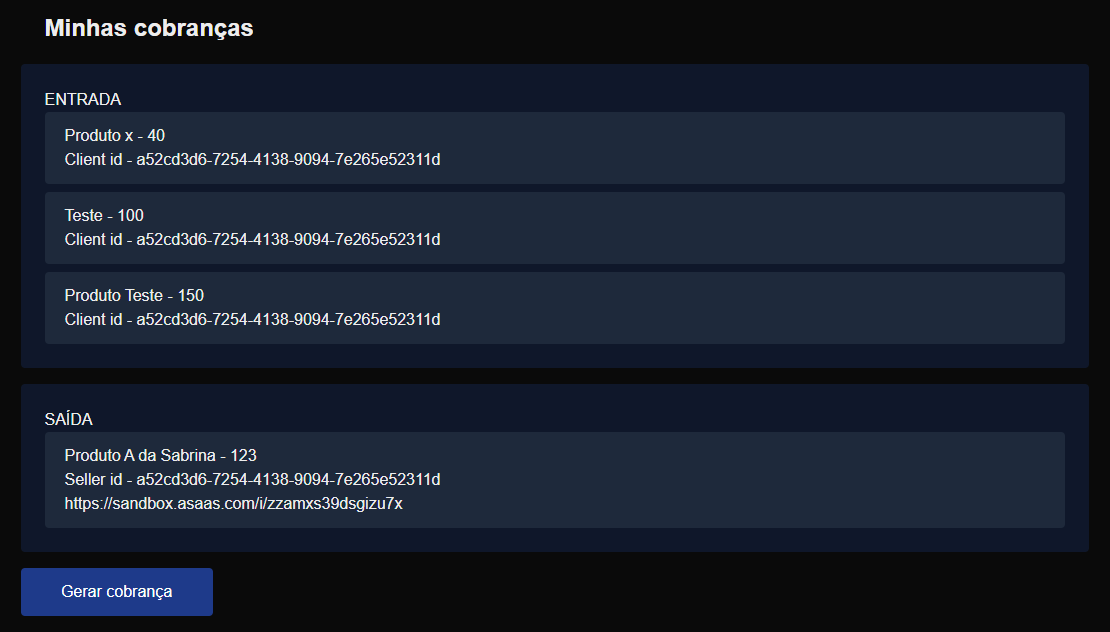 Minhas cobranças
ENTRADA
Produto x - 40
Client id - a52cd3d6-7254-4138-9094-7e265e52311d
Teste - 100
Client id - a52cd3d6-7254-4138-9094-7e265e52311d
Produto Teste - 150
Client id - a52cd3d6-7254-4138-9094-7e265e52311d
SAÍDA
Produto A da Sabrina - 123
Seller id - a52cd3d6-7254-4138-9094-7e265e52311d
https://sandbox.asaas.com/i/zzamxs39dsgizu7x
Gerar cobrança